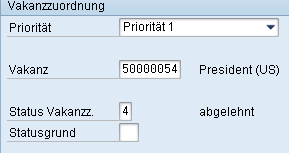 Vakanzzuordnung
Priorität Priorität 1
Vakanz 50000054 President (US)
Status Vakanzz. 4 abgelehnt
Statusgrund